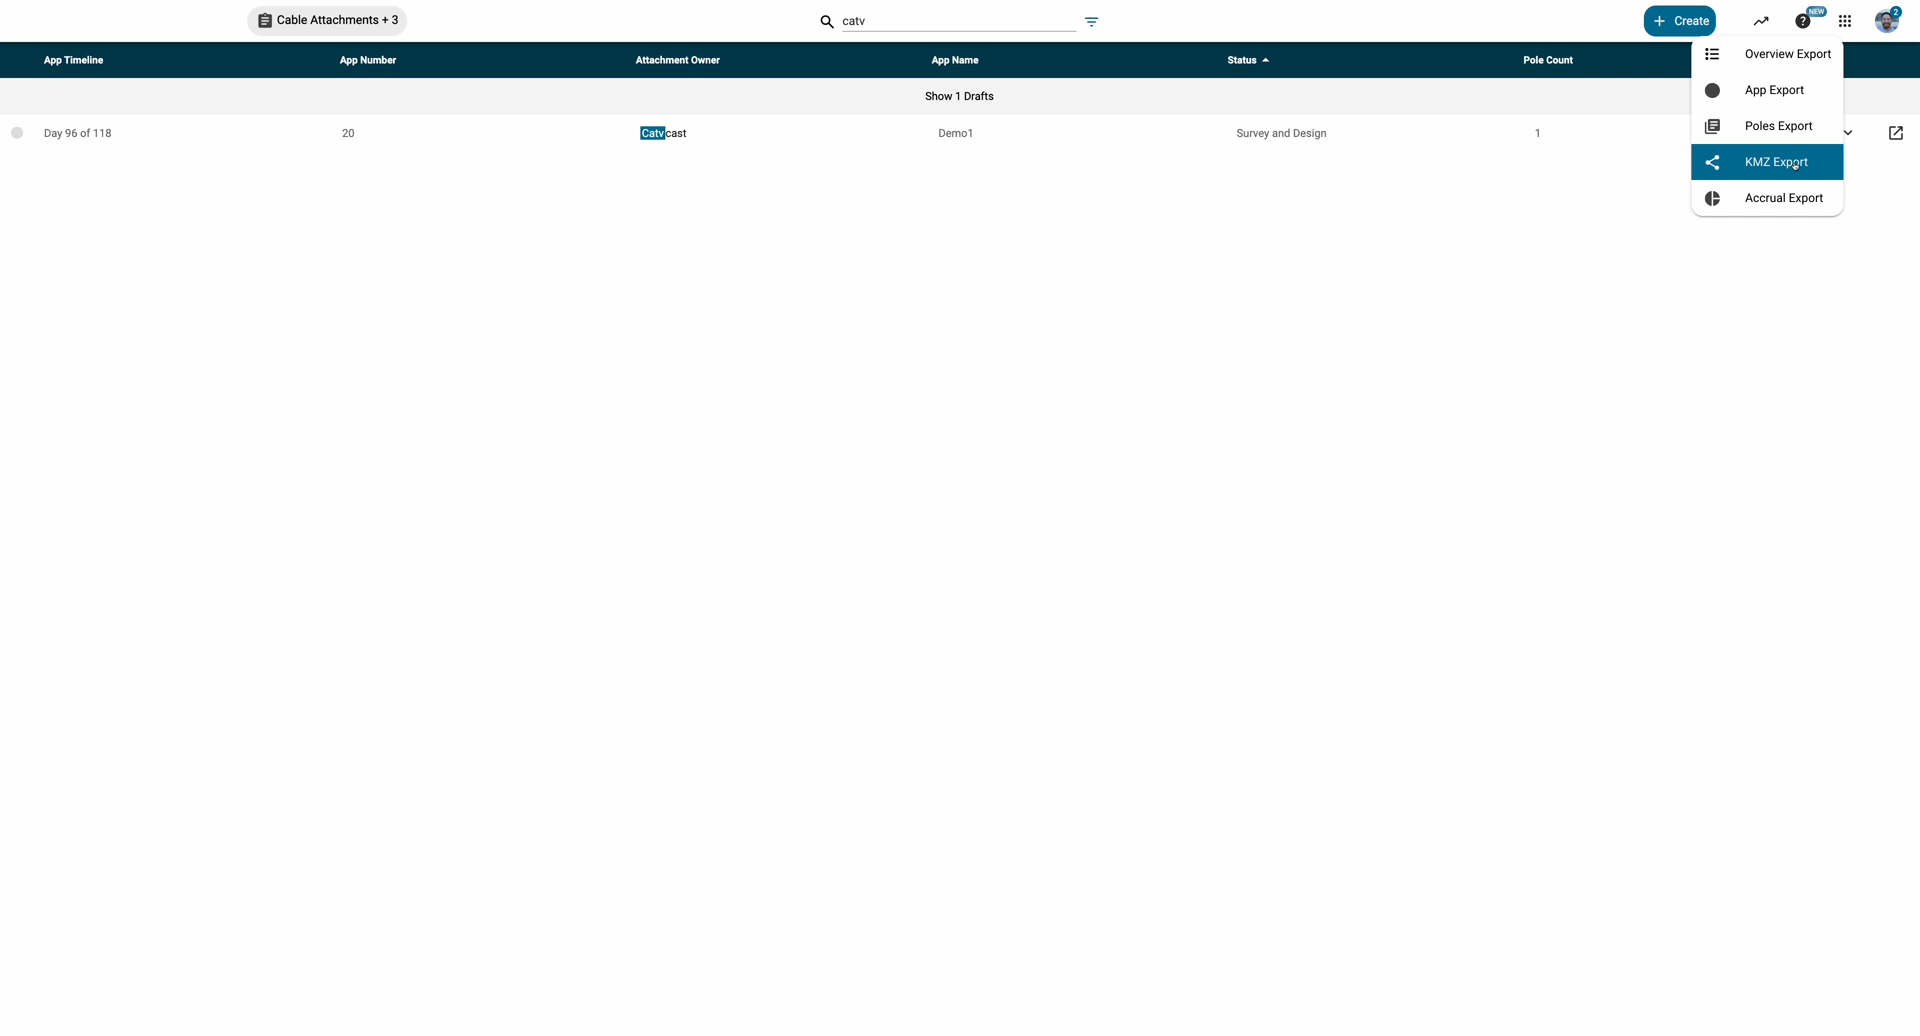 Cable Attachments + 3
catv
Create
NEW
2
App Timeline
App Number
Attachment Owner
App Name
Status
Pole Count
Show 1 Drafts
Day 96 of 118
20
Catvcast
Demo1
Survey and Design
1
Overview Export
App Export
Poles Export
KMZ Export
Accrual Export